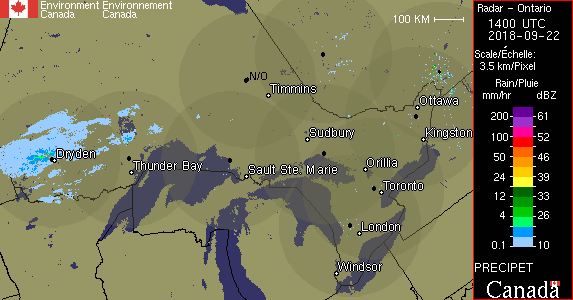 Environment Environnement
Canada Canada
100 KM
N/O
Timmins
Ottawa
Sudbury
Kingston
Dryden
Thunder Bay
Sault Ste. Marie
Orillia
Toronto
London
Windsor
Radar - Ontario
1400 UTC
2018-09-22
Scale/Échelle:
3.5 km/Pixel
Rain/Pluie
mm/hr dBZ
200 61
100 52
50 46
24 39
12 33
4 26
0.1 10
PRECIPET
Canada